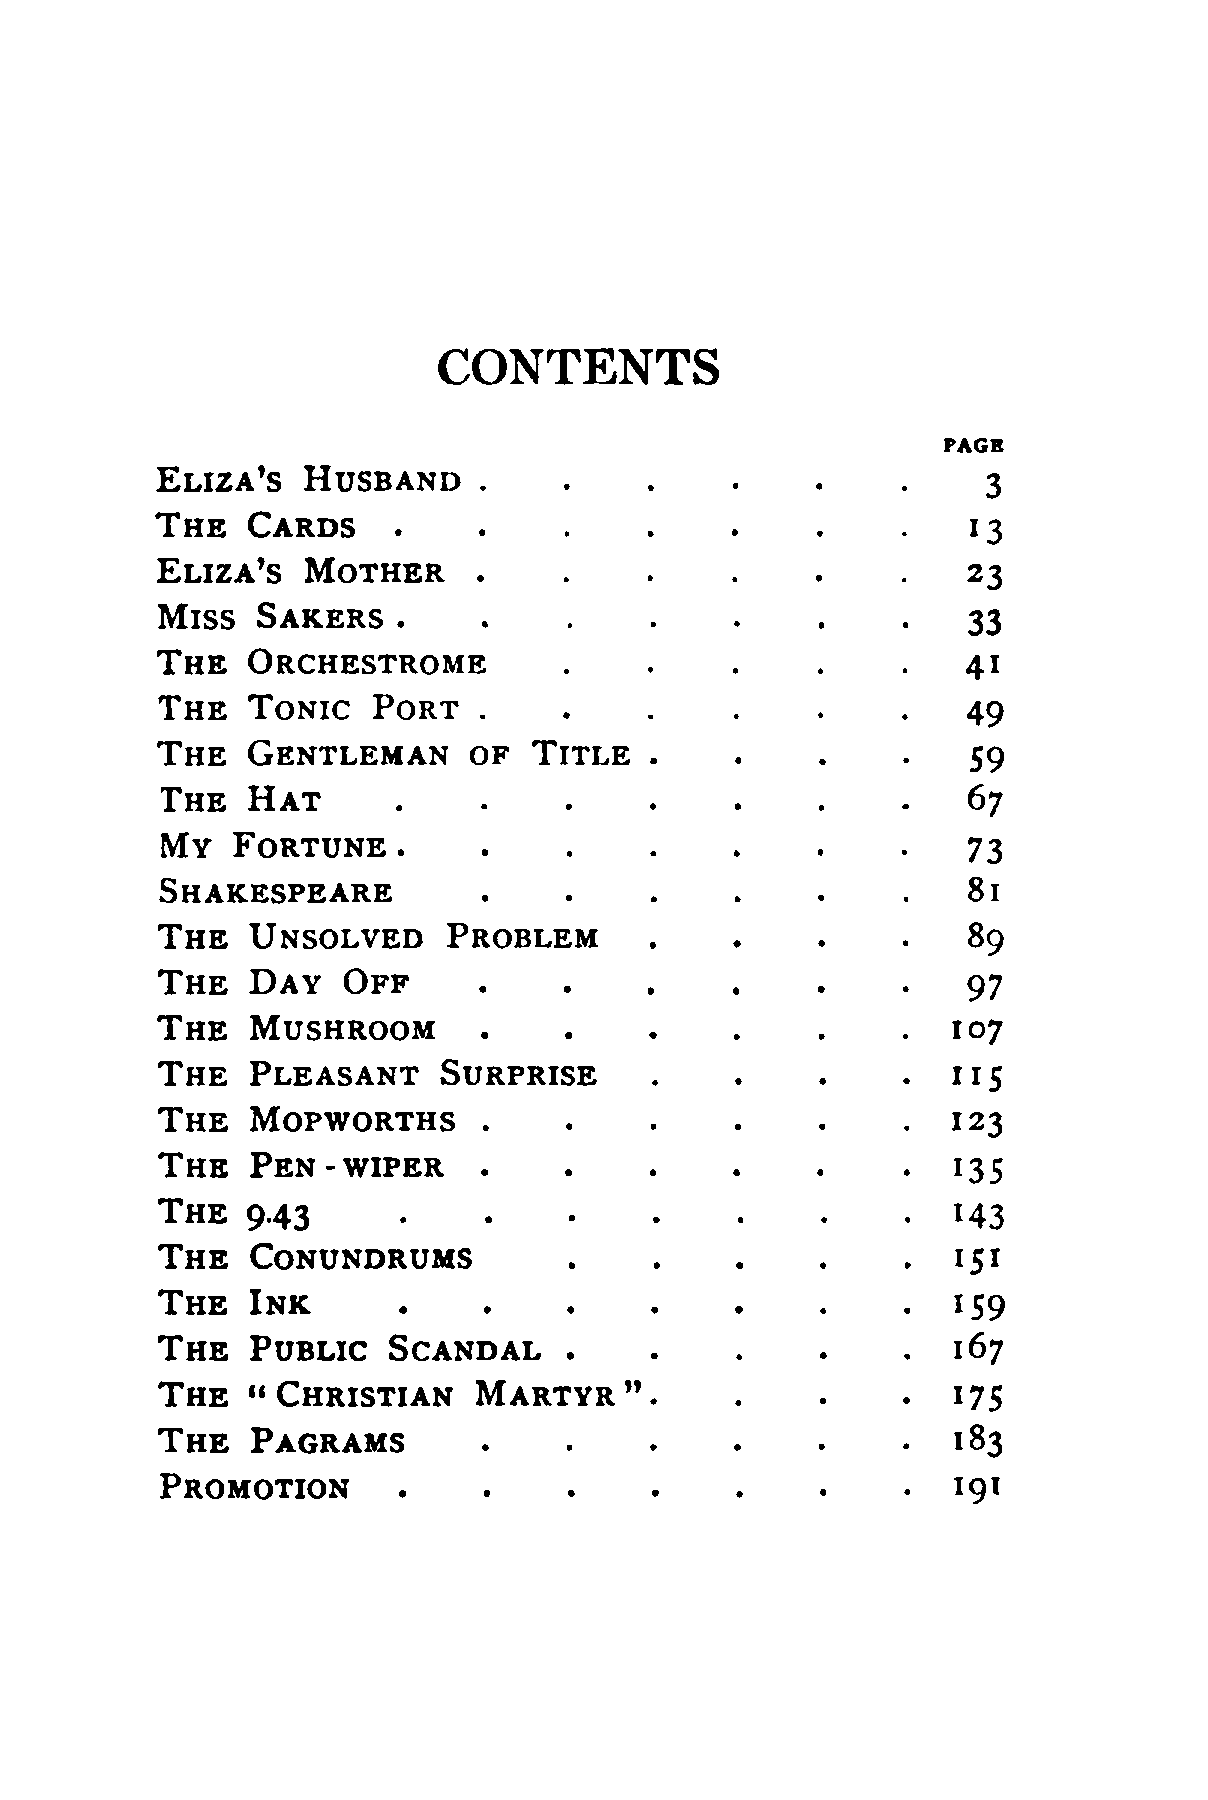 CONTENTS
PAGE
Eliza's Husband . . . . . . 3
The Cards . . . . . . . 13
Eliza's Mother . . . . . . 23
Miss Sakers . . . . . . . 33
The Orchestrome . . . . . 41
The Tonic Port . . . . . . 49
The Gentleman of Title . . . . 59
The Hat . . . . . . . 67
My Fortune . . . . . . . 73
Shakespeare . . . . . . 81
The Unsolved Problem . . . . 89
The Day Off . . . . . . 97
The Mushroom . . . . . . 107
The Pleasant Surprise . . . . 115
The Mopworths . . . . . . 123
The Pen-wiper . . . . . . 135
The 9.43 . . . . . . . 143
The Conundrums . . . . . 151
The Ink . . . . . . . 159
The Public Scandal . . . . . 167
The "Christian Martyr" . . . . 175
The Pagrams . . . . . . 183
Promotion . . . . . . . 191